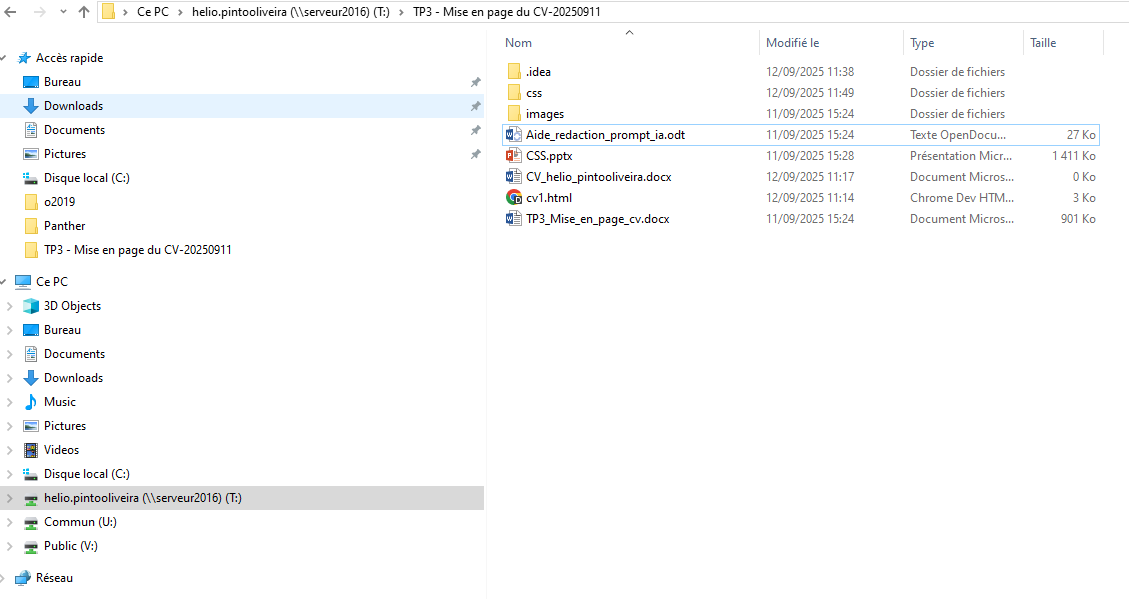 Ce PC > helio.pintooliveira (\\serveur2016) (T:) > TP3 - Mise en page du CV-20250911
Accès rapide
Bureau
Downloads
Documents
Pictures
Disque local (C:)
o2019
Panther
TP3 - Mise en page du CV-20250911
Ce PC
3D Objects
Bureau
Documents
Downloads
Music
Pictures
Videos
Disque local (C:)
helio.pintooliveira (\\serveur2016) (T:)
Commun (U:)
Public (V:)
Réseau
Nom Modifié le Type Taille
.idea 12/09/2025 11:38 Dossier de fichiers
css 12/09/2025 11:49 Dossier de fichiers
images 11/09/2025 15:24 Dossier de fichiers
Aide_redaction_prompt_ia.odt 11/09/2025 15:24 Texte OpenDocu... 27 Ko
CSS.pptx 11/09/2025 15:28 Présentation Micr... 1 411 Ko
CV_helio_pintooliveira.docx 12/09/2025 11:17 Document Micros... 0 Ko
cv1.html 12/09/2025 11:14 Chrome Dev HTM... 3 Ko
TP3_Mise_en_page_cv.docx 11/09/2025 15:24 Document Micros... 901 Ko